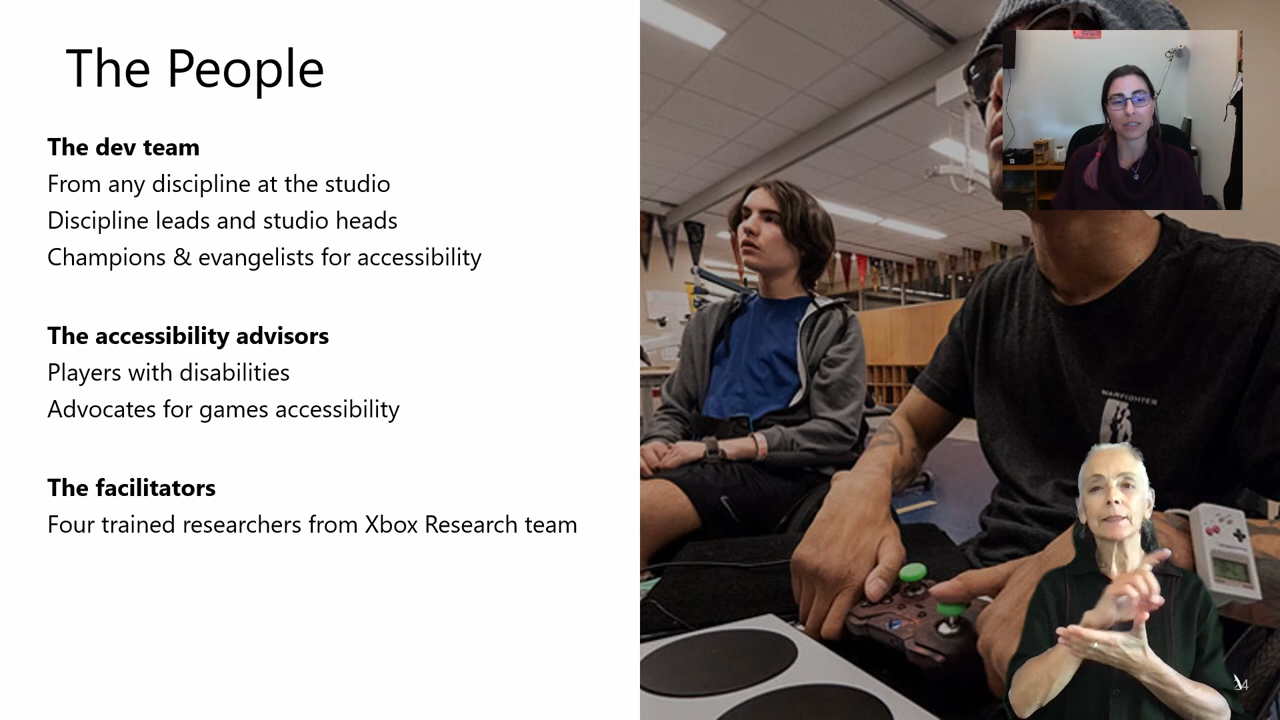 The People
The dev team
From any discipline at the studio
Discipline leads and studio heads
Champions & evangelists for accessibility
The accessibility advisors
Players with disabilities
Advocates for games accessibility
The facilitators
Four trained researchers from Xbox Research team
WARFIGHTER